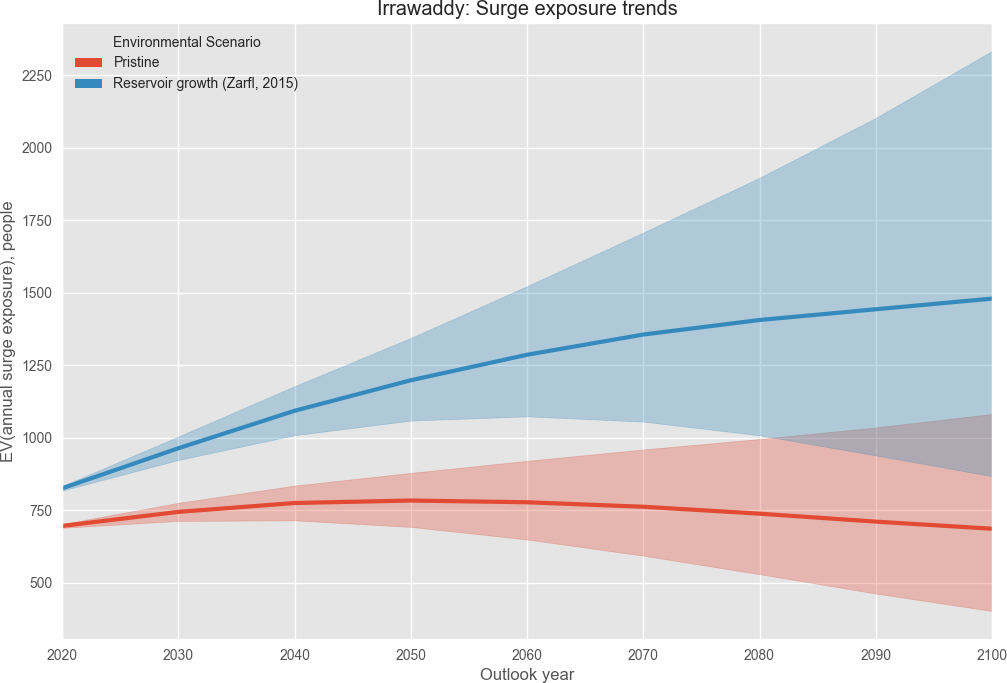 Irrawaddy: Surge exposure trends
Environmental Scenario
Pristine
Reservoir growth (Zarfl, 2015)
EV(annual surge exposure), people
2250
2000
1750
1500
1250
1000
750
500
2020 2030 2040 2050 2060 2070 2080 2090 2100
Outlook year